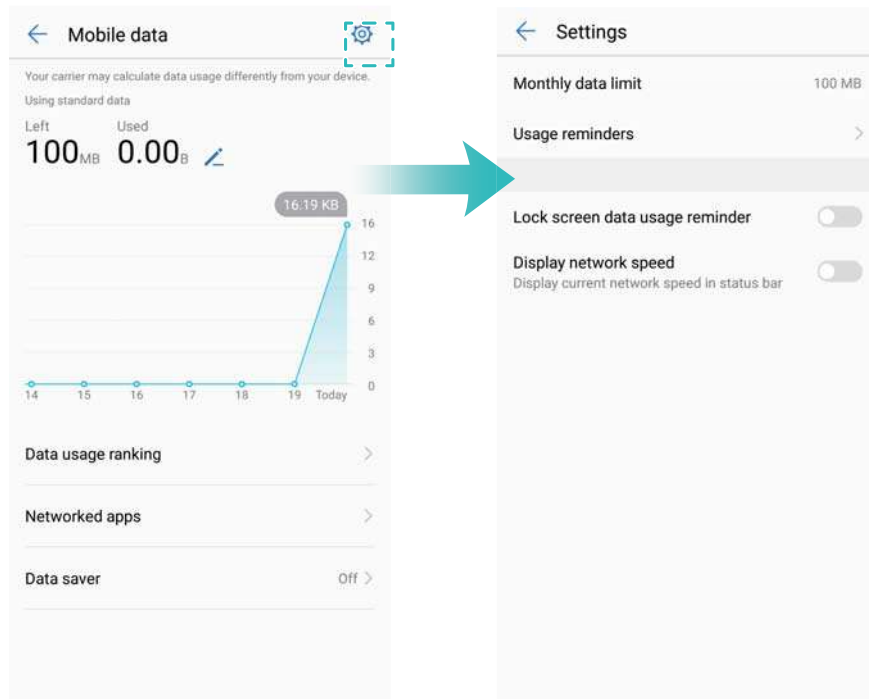 Mobile data
Your carrier may calculate data usage differently from your device.
Using standard data
Left Used
100MB 0.00B
16.19 KB
16
12
9
6
3
0
14 15 16 17 18 19 Today
Data usage ranking
Networked apps
Data saver Off
Settings
Monthly data limit 100 MB
Usage reminders
Lock screen data usage reminder
Display network speed
Display current network speed in status bar